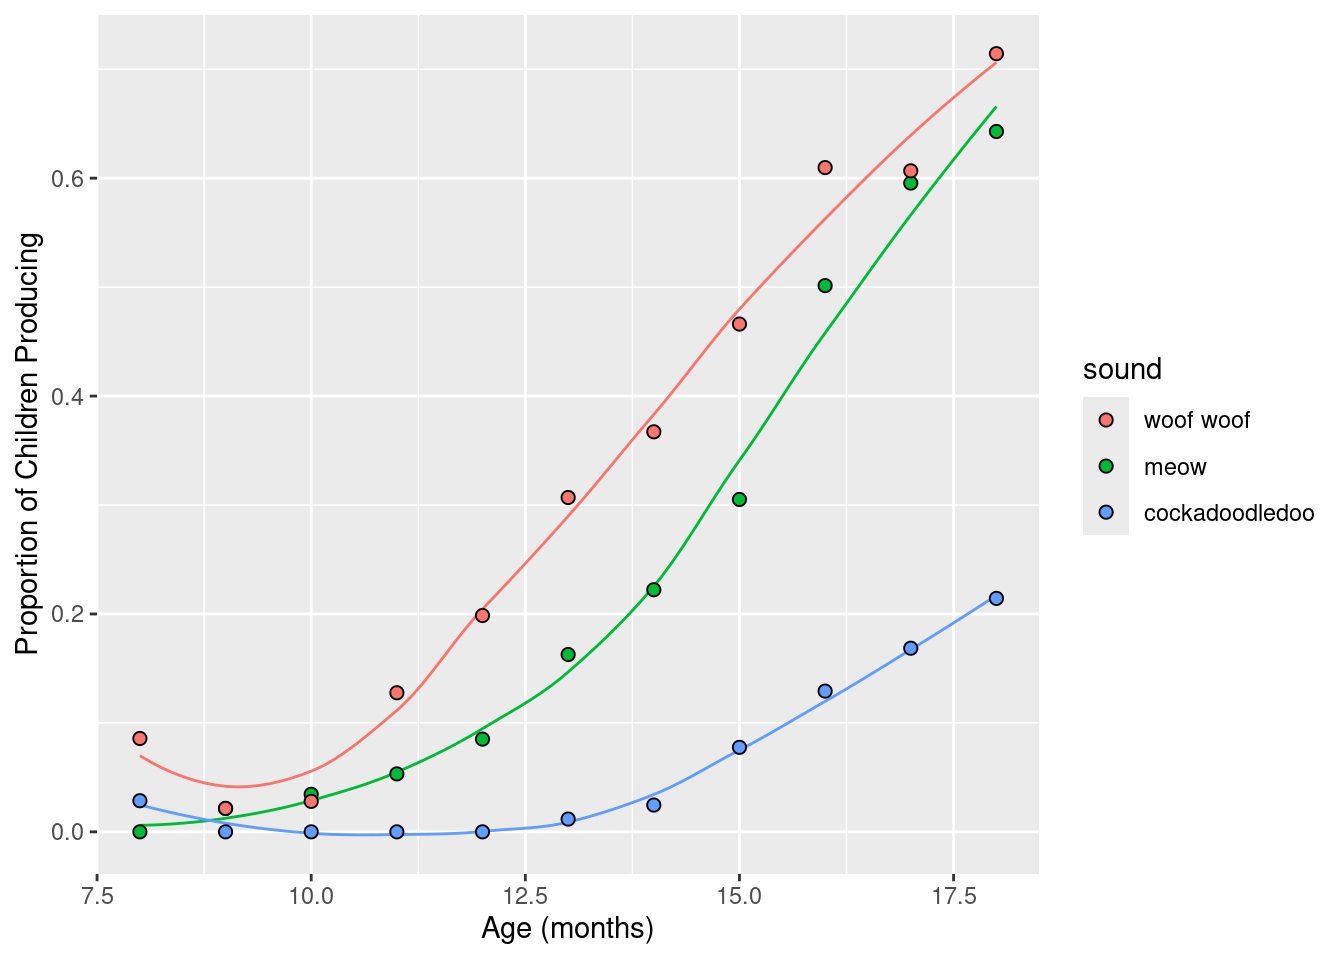 Proportion of Children Producing
0.6
0.4
0.2
0.0
7.5 10.0 12.5 15.0 17.5
Age (months)
sound
woof woof
meow
cockadoodledoo